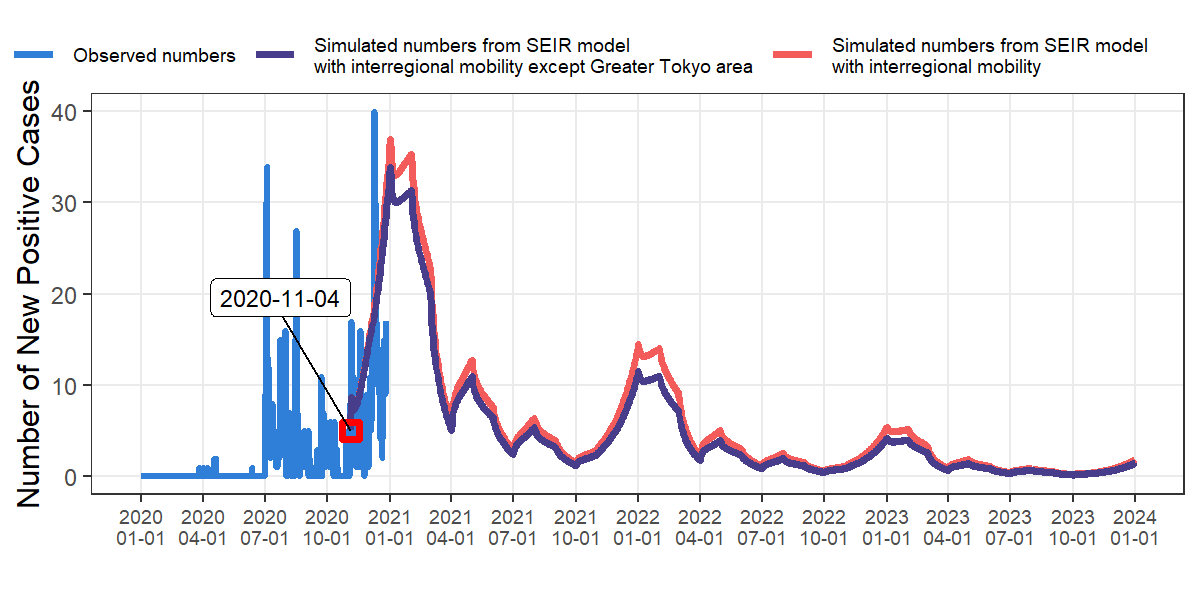 Observed numbers
Simulated numbers from SEIR model
with interregional mobility except Greater Tokyo area
Simulated numbers from SEIR model
with interregional mobility
Number of New Positive Cases
40
30
20
10
0
2020-11-04
2020 2020 2020 2020 2021 2021 2021 2021 2022 2022 2022 2022 2023 2023 2023 2023 2024
01-01 04-01 07-01 10-01 01-01 04-01 07-01 10-01 01-01 04-01 07-01 10-01 01-01 04-01 07-01 10-01 01-01